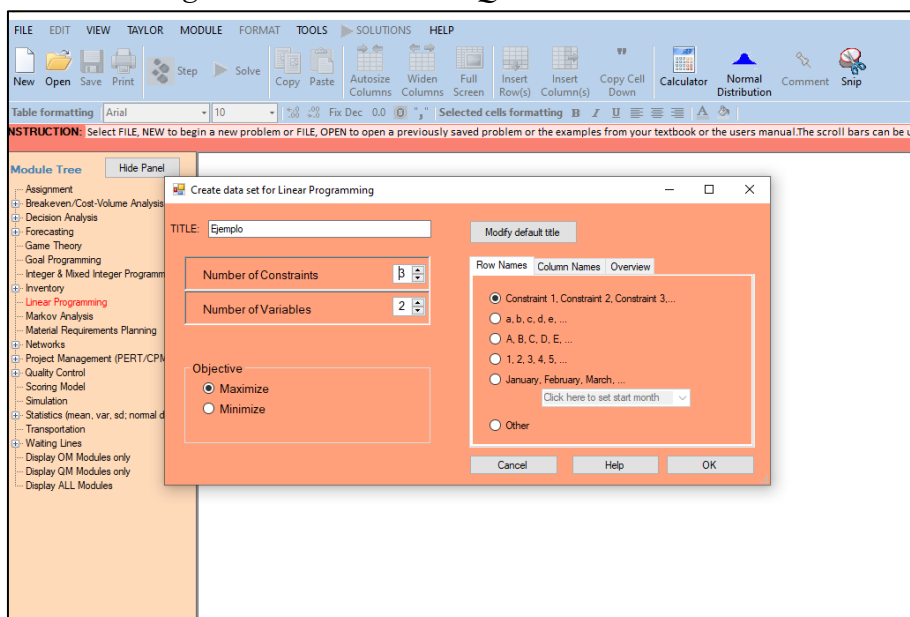 FILE EDIT VIEW TAYLOR MODULE FORMAT TOOLS SOLUTIONS HELP
New Open Save Print Step Solve Copy Paste Autosize Columns Widen Columns Full Screen Insert Row(s) Insert Column(s) Copy Cell Down Calculator Normal Distribution Comment Snip
Table formatting Arial 10 Fix Dec 0.0 "," Selected cells formatting B I U A
NSTRUCTION: Select FILE, NEW to begin a new problem or FILE, OPEN to open a previously saved problem or the examples from your textbook or the users manual.The scroll bars can be u
Module Tree Hide Panel
Assignment
Breakeven/Cost-Volume Analysis
Decision Analysis
Forecasting
Game Theory
Goal Programming
Integer & Mixed Integer Programm
Inventory
Linear Programming
Markov Analysis
Material Requirements Planning
Networks
Project Management (PERT/CPM
Quality Control
Scoring Model
Simulation
Statistics (mean, var, sd; normal d
Transportation
Waiting Lines
Display OM Modules only
Display QM Modules only
Display ALL Modules
Create data set for Linear Programming
TITLE: Ejemplo
Modify default title
Number of Constraints 3
Number of Variables 2
Objective
Maximize
Minimize
Row Names Column Names Overview
Constraint 1, Constraint 2, Constraint 3,...
a, b, c, d, e, ...
A, B, C, D, E, ...
1, 2, 3, 4, 5, ...
January, February, March, ...
Click here to set start month
Other
Cancel Help OK